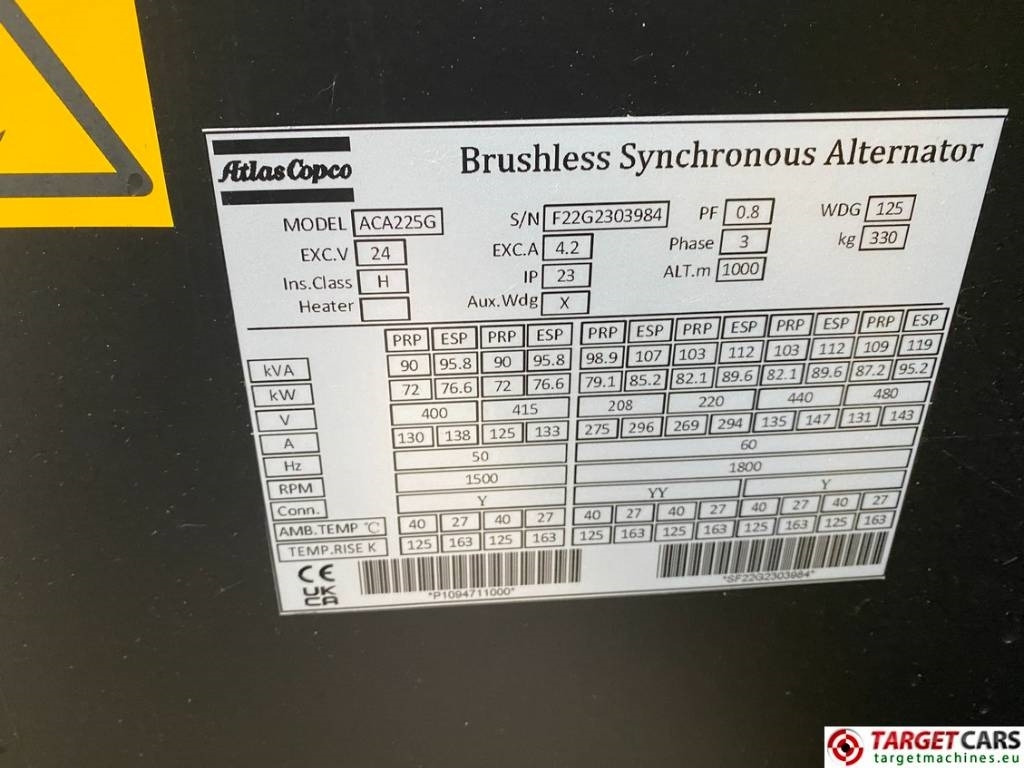 Atlas Copco
Brushless Synchronous Alternator
MODEL ACA225G S/N F22G2303984 PF 0.8 WDG 125
EXC.V 24 EXC.A 4.2 Phase 3 kg 330
Ins.Class H IP 23 ALT.m 1000
Heater Aux.Wdg X
PRP ESP PRP ESP PRP ESP PRP ESP PRP ESP PRP ESP
kVA 90 95.8 90 95.8 98.9 107 103 112 103 112 109 119
kW 72 76.6 72 76.6 79.1 85.2 82.1 89.6 82.1 89.6 87.2 95.2
V 400 415 208 220 440 480
A 130 138 125 133 275 296 269 294 135 147 131 143
Hz 50 60
RPM 1500 1800
Conn. Y YY Y
AMB.TEMP ℃ 40 27 40 27 40 27 40 27 40 27 40 27
TEMP.RISE K 125 163 125 163 125 163 125 163 125 163 125 163
CE
UKCA
*P1094711000*
*SF22G2303984*
TARGETCARS
targetmachines.eu